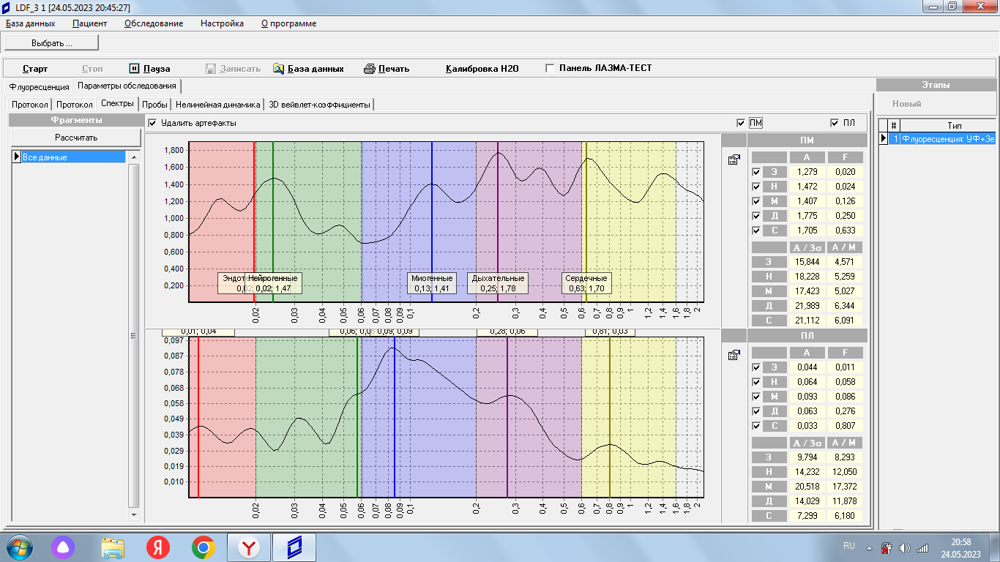 LDF_3 1 [24.05.2023 20:45:27]
База данных Пациент Обследование Настройка О программе
Выбрать ...
Старт Стоп Пауза Записать База данных Печать Калибровка H2O Панель ЛАЗМА-ТЕСТ
Флуоресценция Параметры обследования
Протокол Протокол Спектры Пробы Нелинейная динамика 3D вейвлет-коэффициенты
Фрагменты
Рассчитать
Все данные
Удалить артефакты ПМ ПЛ
1,800
1,600
1,400
1,200
1,000
0,800
0,600
0,400
0,200
Нейрогенные
0,02; 1,47
Миогенные
0,13; 1,41
Дыхательные
0,25; 1,78
Сердечные
0,63; 1,70
0,02 0,03 0,04 0,05 0,06 0,07 0,08 0,09 0,1 0,2 0,3 0,4 0,5 0,6 0,7 0,8 0,9 1 1,2 1,4 1,6 1,8 2
ПМ
A F
Э 1,279 0,020
Н 1,472 0,024
М 1,407 0,126
Д 1,775 0,250
С 1,705 0,633
A / 3σ A / M
Э 15,844 4,571
Н 18,228 5,259
М 17,423 5,027
Д 21,989 6,344
С 21,112 6,091
0,01; 0,04 0,06; 0,09; 0,09 0,28; 0,06 0,81; 0,03
0,097
0,087
0,078
0,068
0,058
0,049
0,039
0,029
0,019
0,010
0,02 0,03 0,04 0,05 0,06 0,07 0,08 0,09 0,1 0,2 0,3 0,4 0,5 0,6 0,7 0,8 0,9 1 1,2 1,4 1,6 1,8 2
ПЛ
A F
Э 0,044 0,011
Н 0,064 0,058
М 0,093 0,086
Д 0,063 0,276
С 0,033 0,807
A / 3σ A / M
Э 9,794 8,293
Н 14,232 12,050
М 20,518 17,372
Д 14,029 11,878
С 7,299 6,180
Этапы
Новый
# Тип
1 Флуоресценция: УФ+Зе
RU
20:58
24.05.2023